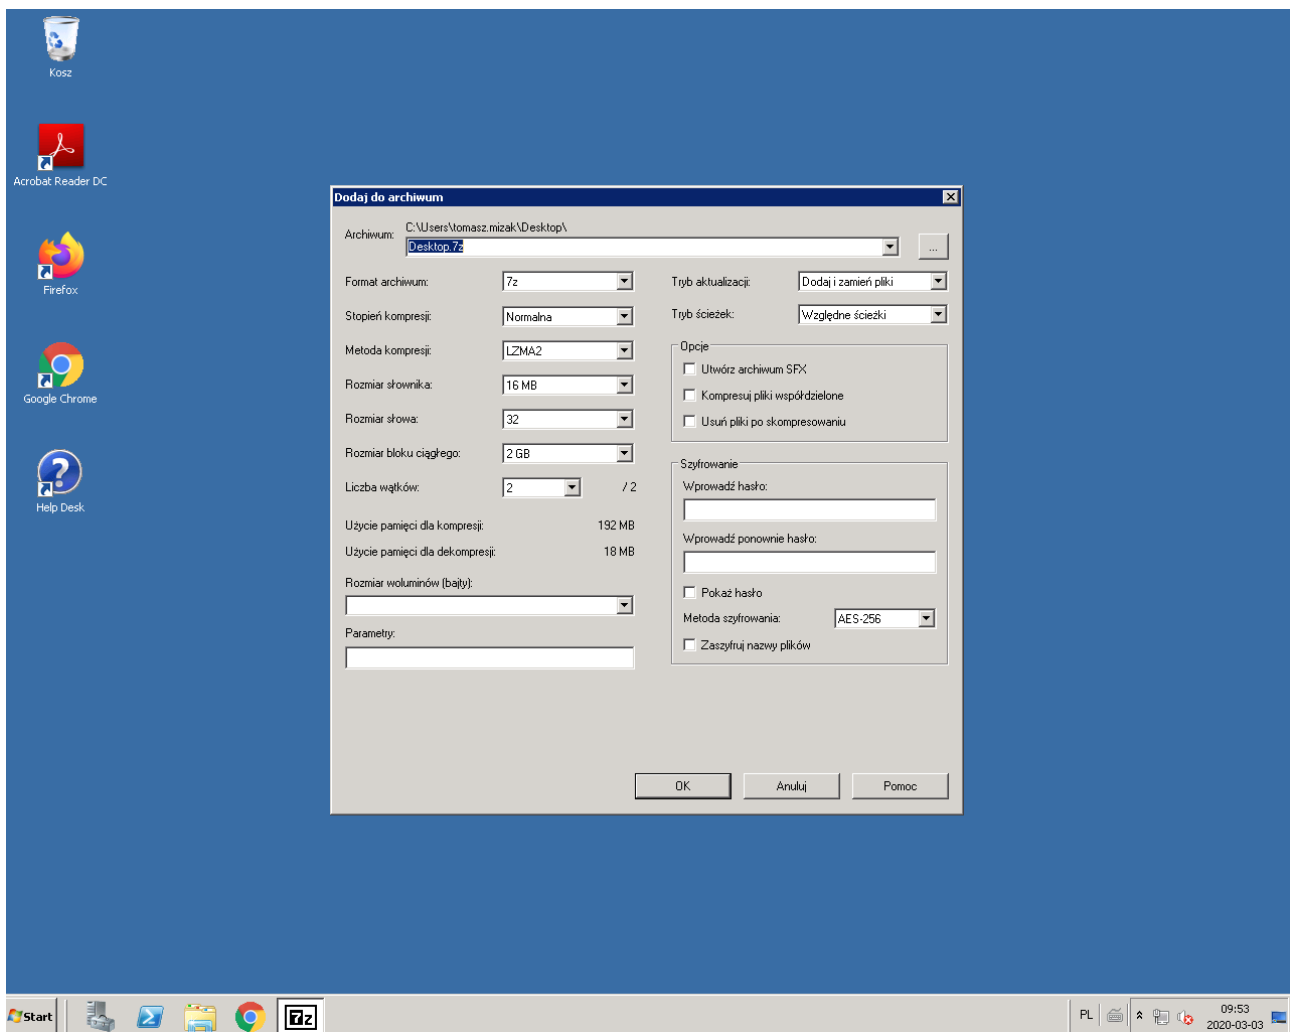 Kosz
Acrobat Reader DC
Firefox
Google Chrome
Help Desk
Dodaj do archiwum
Archiwum:
C:\Users\tomasz.mizak\Desktop\
Desktop.7z
...
Format archiwum:
7z
Stopień kompresji:
Normalna
Metoda kompresji:
LZMA2
Rozmiar słownika:
16 MB
Rozmiar słowa:
32
Rozmiar bloku ciągłego:
2 GB
Liczba wątków:
2
/ 2
Użycie pamięci dla kompresji:
192 MB
Użycie pamięci dla dekompresji:
18 MB
Rozmiar woluminów (bajty):
Parametry:
Tryb aktualizacji:
Dodaj i zamień pliki
Tryb ścieżek:
Względne ścieżki
Opcje
Utwórz archiwum SFX
Kompresuj pliki współdzielone
Usuń pliki po skompresowaniu
Szyfrowanie
Wprowadź hasło:
Wprowadź ponownie hasło:
Pokaż hasło
Metoda szyfrowania:
AES-256
Zaszyfruj nazwy plików
OK
Anuluj
Pomoc
Start
7z
PL
09:53
2020-03-03